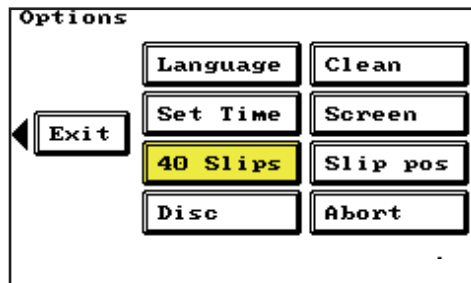 Options
Language Clean
Set Time Screen
Exit
40 Slips Slip pos
Disc Abort